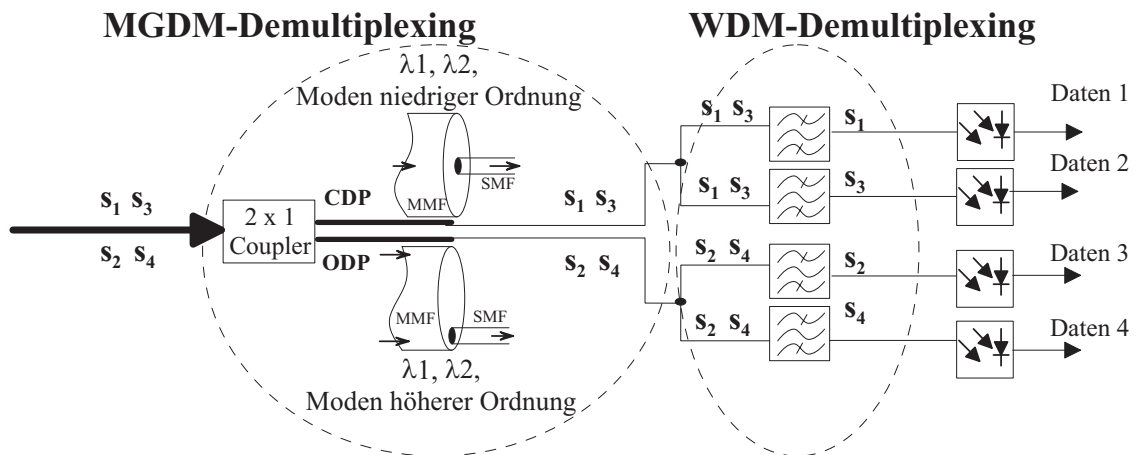 MGDM-Demultiplexing
WDM-Demultiplexing
λ1, λ2,
Moden niedriger Ordnung
MMF
SMF
s1 s3
s2 s4
2 x 1
Coupler
CDP
ODP
MMF
SMF
λ1, λ2,
Moden höherer Ordnung
s1 s3
s2 s4
s1 s3
s1
Daten 1
s1 s3
s3
Daten 2
s2 s4
s2
Daten 3
s2 s4
s4
Daten 4